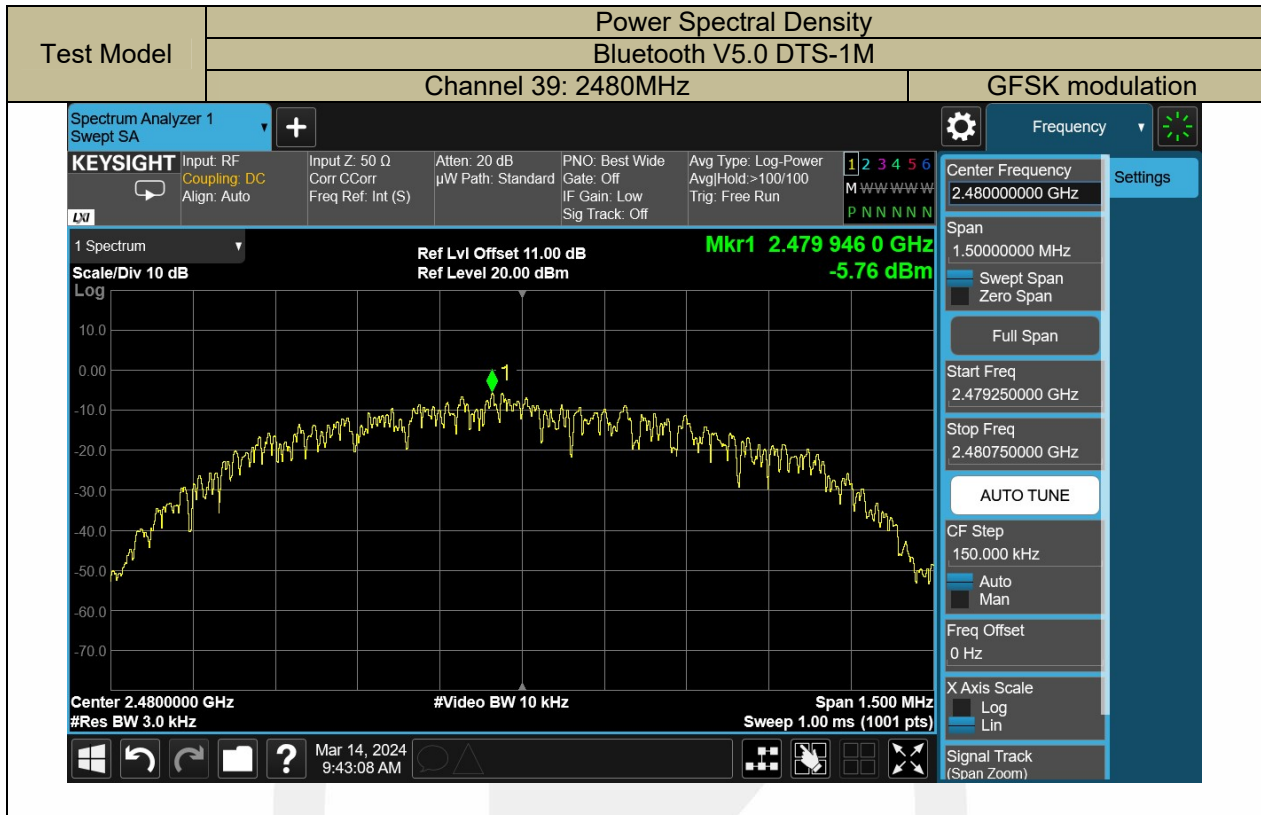 Test Model
Power Spectral Density
Bluetooth V5.0 DTS-1M
Channel 39: 2480MHz GFSK modulation
Spectrum Analyzer 1
Swept SA
Frequency
KEYSIGHT
LXI
Input: RF
Coupling: DC
Align: Auto
Input Z: 50 Ω
Corr CCorr
Freq Ref: Int (S)
Atten: 20 dB
µW Path: Standard
PNO: Best Wide
Gate: Off
IF Gain: Low
Sig Track: Off
Avg Type: Log-Power
Avg|Hold:>100/100
Trig: Free Run
1 2 3 4 5 6
M W W W W W
P N N N N N
1 Spectrum
Scale/Div 10 dB
Log
Ref Lvl Offset 11.00 dB
Ref Level 20.00 dBm
Mkr1 2.479 946 0 GHz
-5.76 dBm
1
10.0
0.00
-10.0
-20.0
-30.0
-40.0
-50.0
-60.0
-70.0
Center 2.4800000 GHz
#Res BW 3.0 kHz
#Video BW 10 kHz
Span 1.500 MHz
Sweep 1.00 ms (1001 pts)
Mar 14, 2024
9:43:08 AM
Center Frequency
2.480000000 GHz
Settings
Span
1.50000000 MHz
Swept Span
Zero Span
Full Span
Start Freq
2.479250000 GHz
Stop Freq
2.480750000 GHz
AUTO TUNE
CF Step
150.000 kHz
Auto
Man
Freq Offset
0 Hz
X Axis Scale
Log
Lin
Signal Track
(Span Zoom)